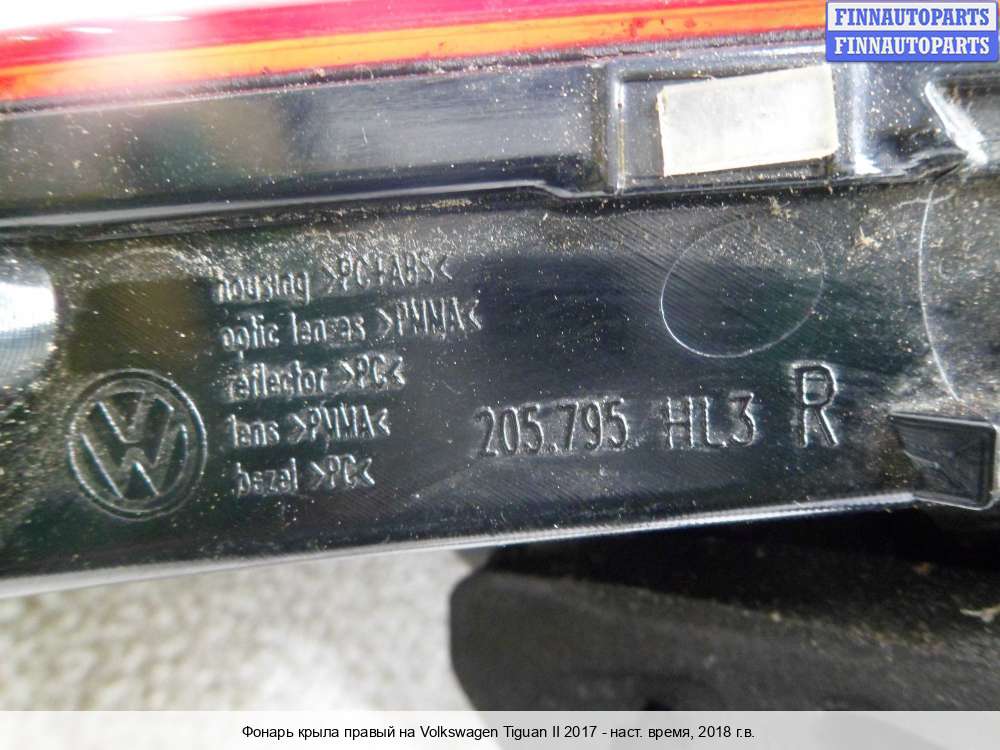 FINNAUTOPARTS
FINNAUTOPARTS
housing >PC+ABS<
optic lenses >PMMA<
reflector >PC<
lens >PMMA<
bezel >PC<
205.795 HL3 R
VW
Фонарь крыла правый на Volkswagen Tiguan II 2017 - наст. время, 2018 г.в.